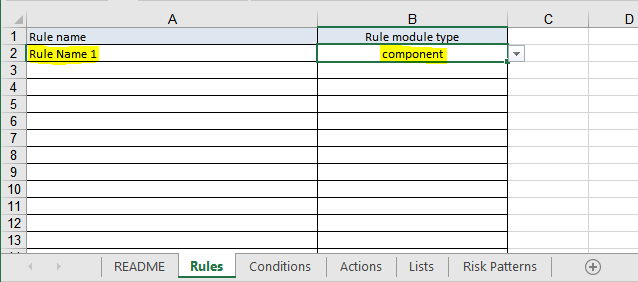 A B C D
1 Rule name Rule module type
2 Rule Name 1 component
3
4
5
6
7
8
9
10
11
12
13
README Rules Conditions Actions Lists Risk Patterns